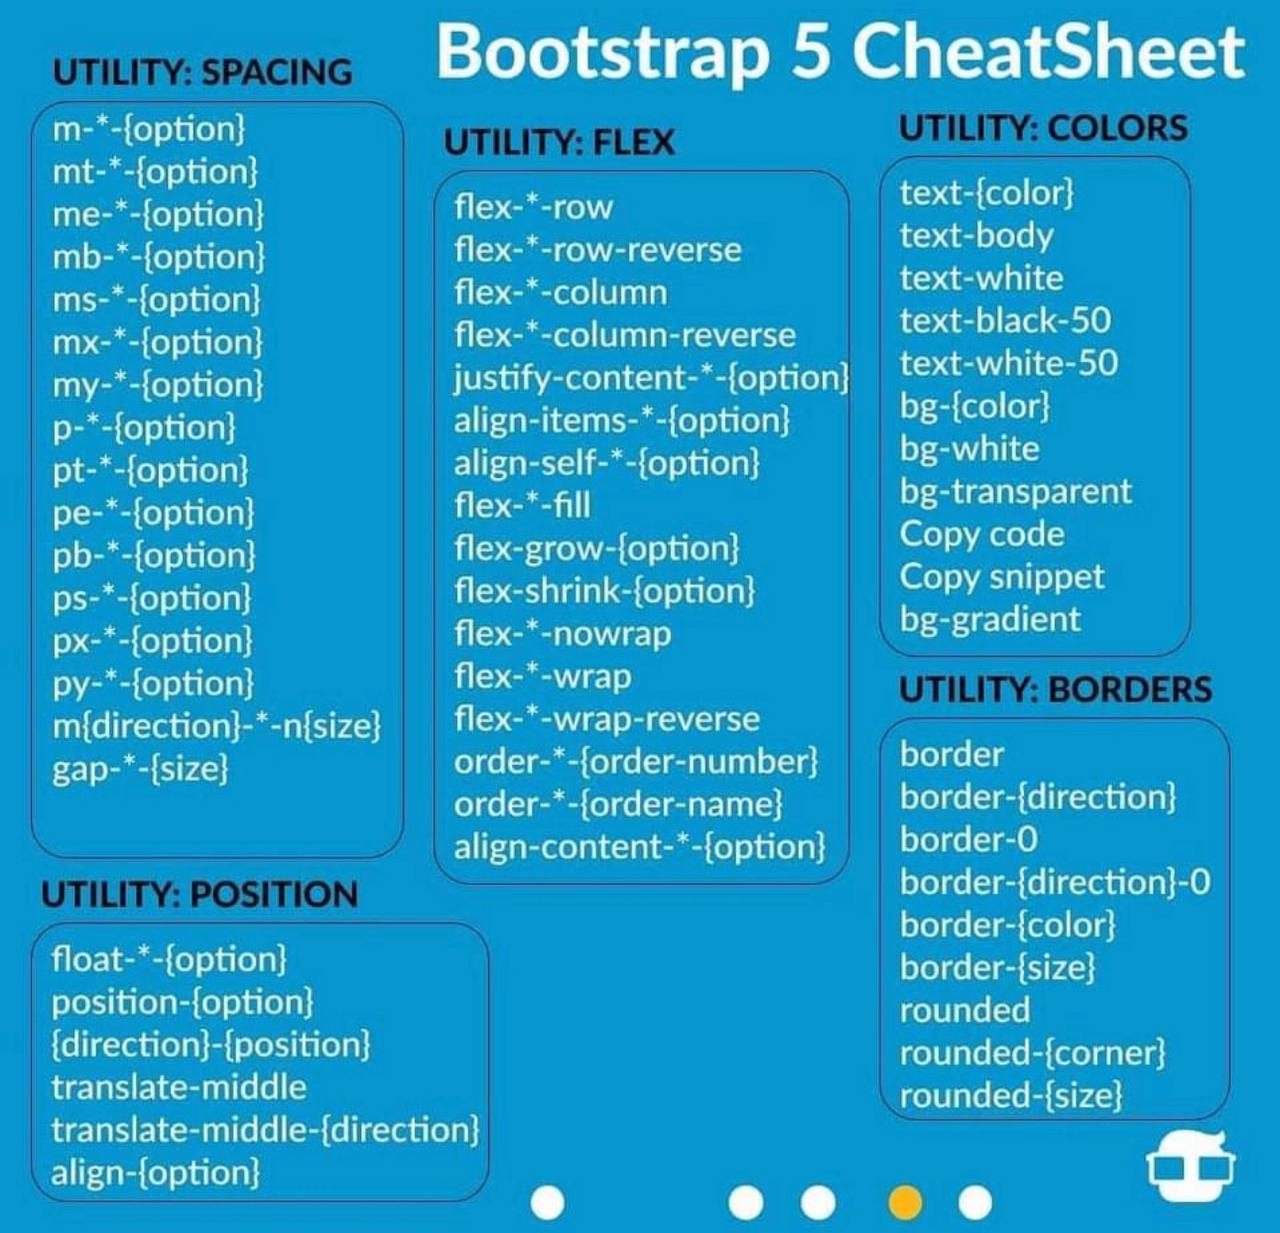 Bootstrap 5 CheatSheet
UTILITY: SPACING
m-*-{option}
mt-*-{option}
me-*-{option}
mb-*-{option}
ms-*-{option}
mx-*-{option}
my-*-{option}
p-*-{option}
pt-*-{option}
pe-*-{option}
pb-*-{option}
ps-*-{option}
px-*-{option}
py-*-{option}
m{direction}-*-n{size}
gap-*-{size}
UTILITY: POSITION
float-*-{option}
position-{option}
{direction}-{position}
translate-middle
translate-middle-{direction}
align-{option}
UTILITY: FLEX
flex-*-row
flex-*-row-reverse
flex-*-column
flex-*-column-reverse
justify-content-*-{option}
align-items-*-{option}
align-self-*-{option}
flex-*-fill
flex-grow-{option}
flex-shrink-{option}
flex-*-nowrap
flex-*-wrap
flex-*-wrap-reverse
order-*-{order-number}
order-*-{order-name}
align-content-*-{option}
UTILITY: COLORS
text-{color}
text-body
text-white
text-black-50
text-white-50
bg-{color}
bg-white
bg-transparent
Copy code
Copy snippet
bg-gradient
UTILITY: BORDERS
border
border-{direction}
border-0
border-{direction}-0
border-{color}
border-{size}
rounded
rounded-{corner}
rounded-{size}